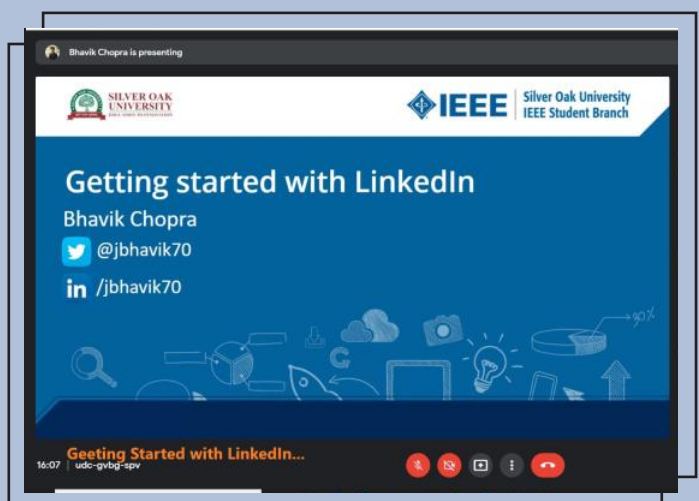 Bhavik Chopra is presenting
SILVER OAK
UNIVERSITY
IEEE
Silver Oak University
IEEE Student Branch
Getting started with LinkedIn
Bhavik Chopra
@jbhavik70
in /jbhavik70
30%
Geeting Started with LinkedIn...
16:07 | udc-gvbg-spv